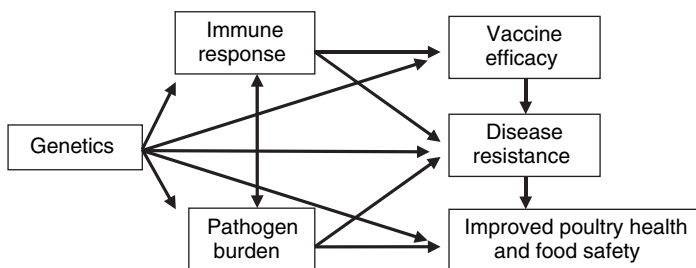 Immune
response
Vaccine
efficacy
Genetics
Disease
resistance
Pathogen
burden
Improved poultry health
and food safety